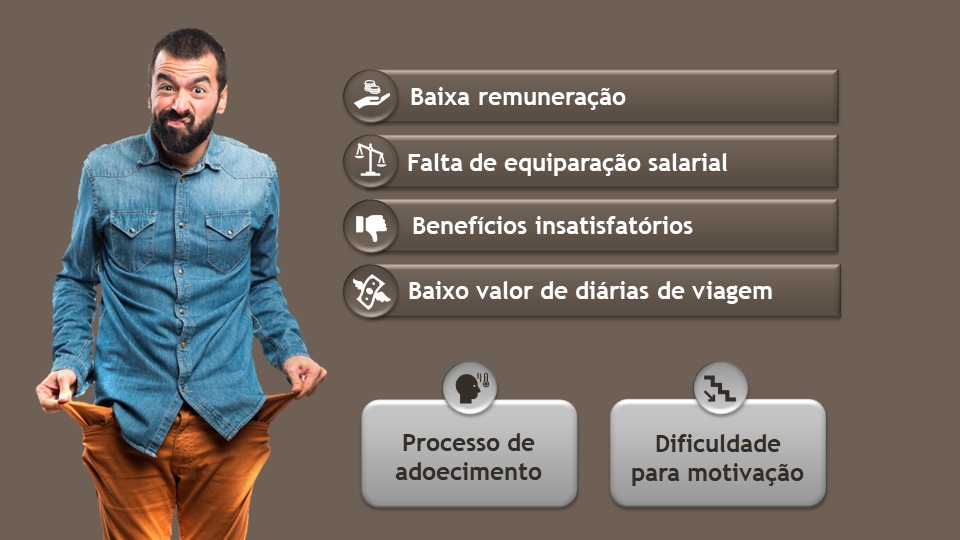 Baixa remuneração
Falta de equiparação salarial
Benefícios insatisfatórios
Baixo valor de diárias de viagem
Processo de
adoecimento
Dificuldade
para motivação